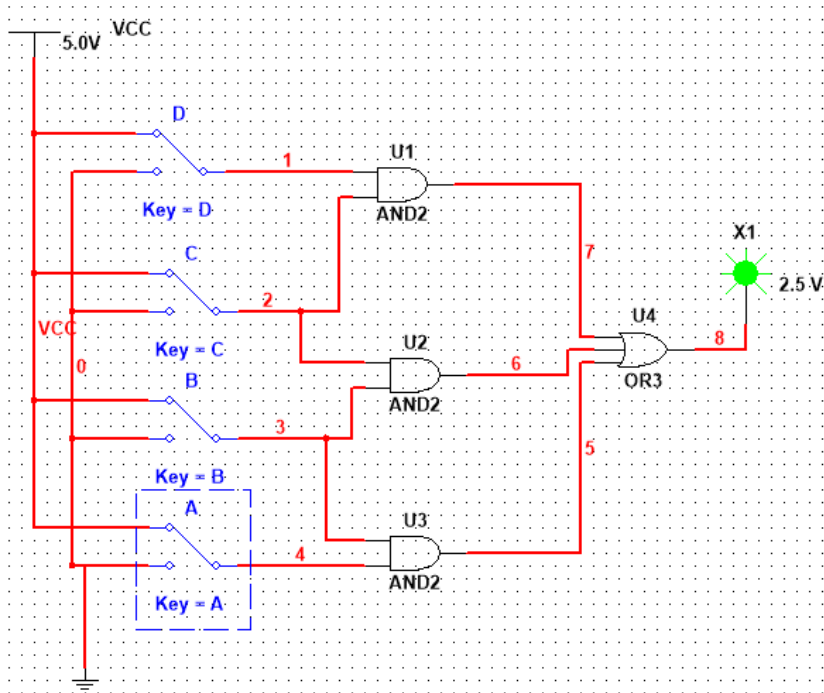 VCC
5.0V
D
1
U1
Key = D
AND2
C
X1
7
2.5 V
2
U4
VCC
8
Key = C
U2
0
6
B
OR3
AND2
3
5
Key = B
A
U3
4
AND2
Key = A